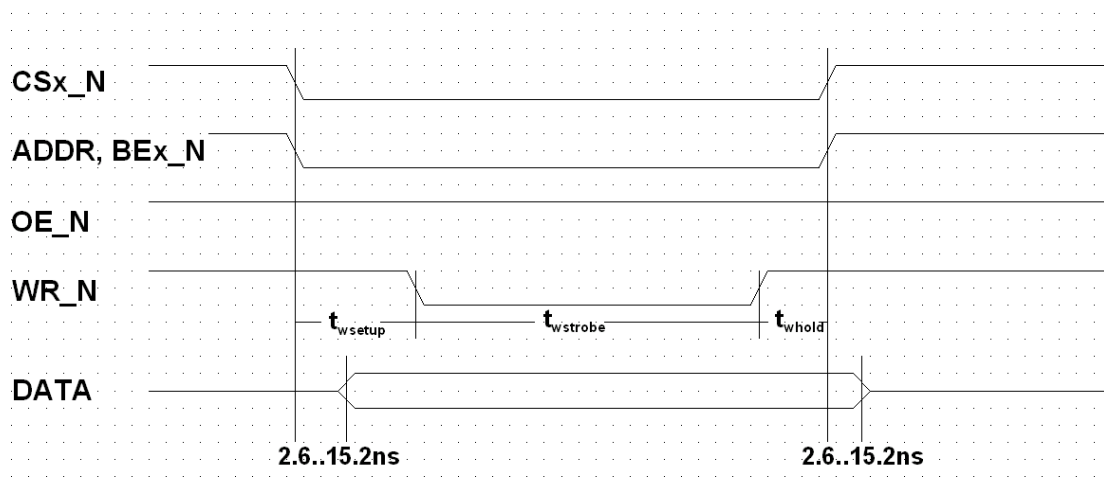 CSx_N
ADDR, BEx_N
OE_N
WR_N
twsetup twstrobe twhold
DATA
2.6..15.2ns 2.6..15.2ns